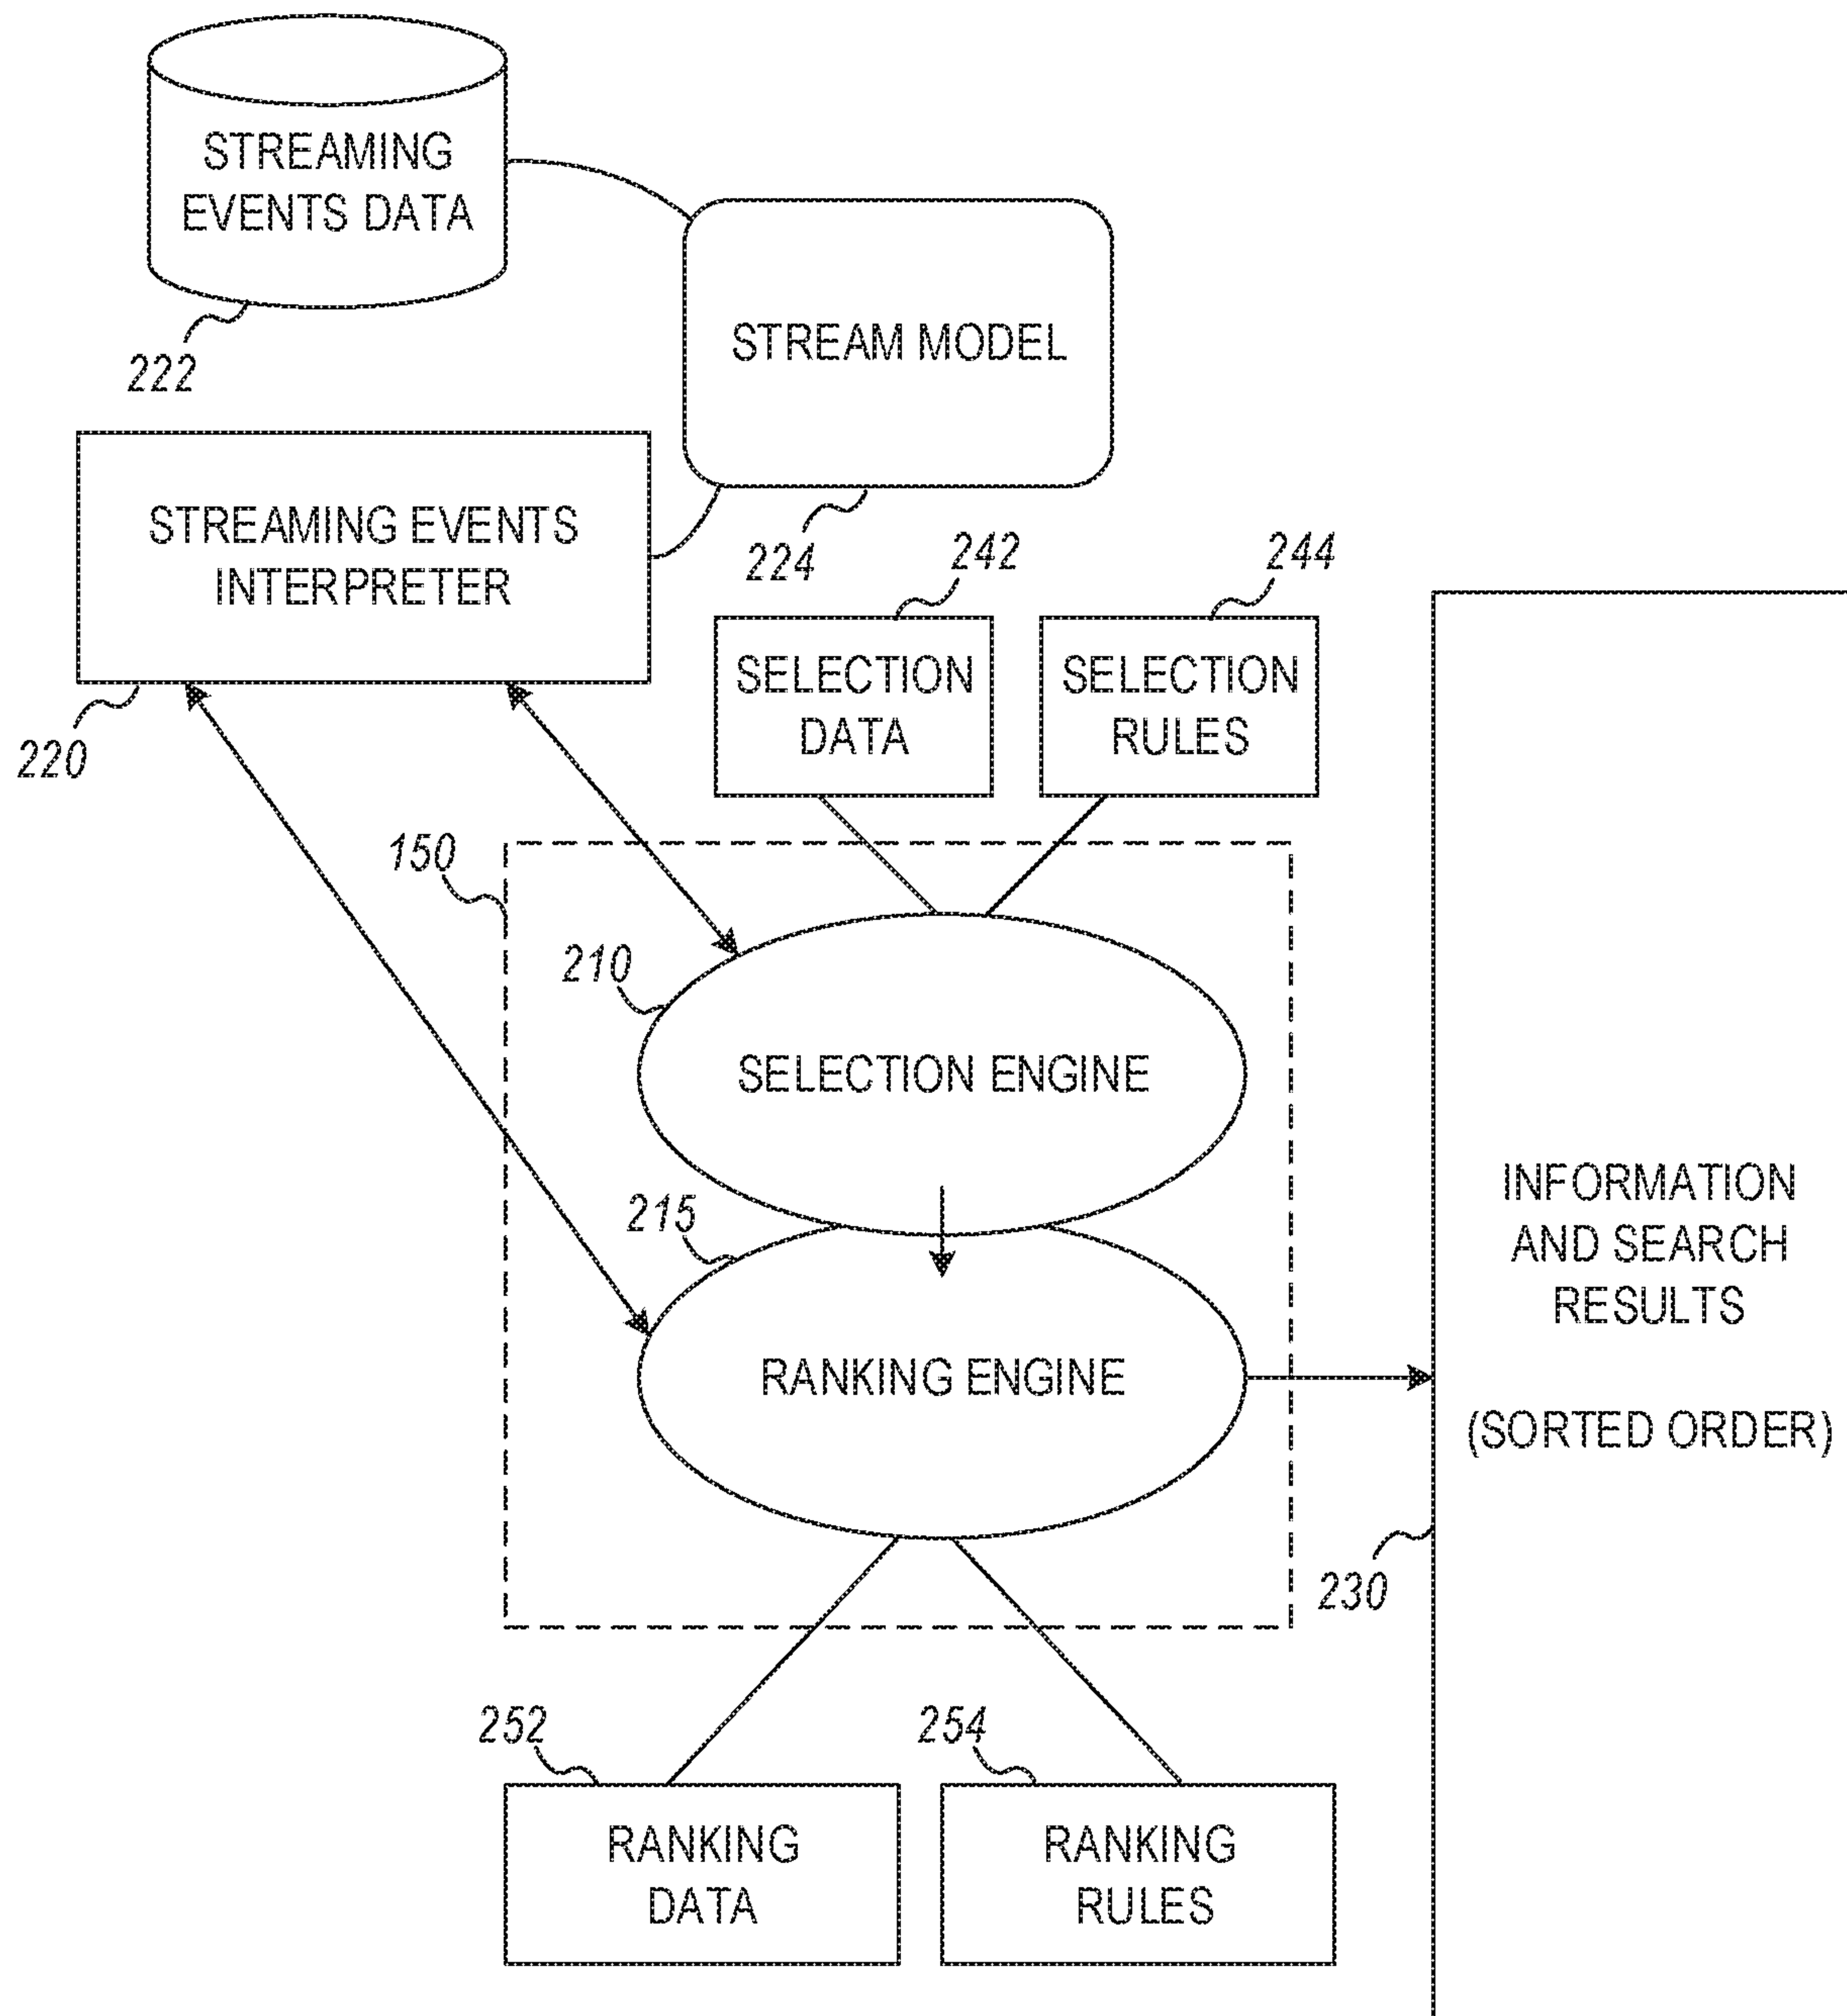 STREAMING
EVENTS DATA
222
STREAM MODEL
224
STREAMING EVENTS
INTERPRETER
220
242
SELECTION
DATA
244
SELECTION
RULES
150
210
SELECTION ENGINE
215
RANKING ENGINE
INFORMATION
AND SEARCH
RESULTS
(SORTED ORDER)
230
252
RANKING
DATA
254
RANKING
RULES